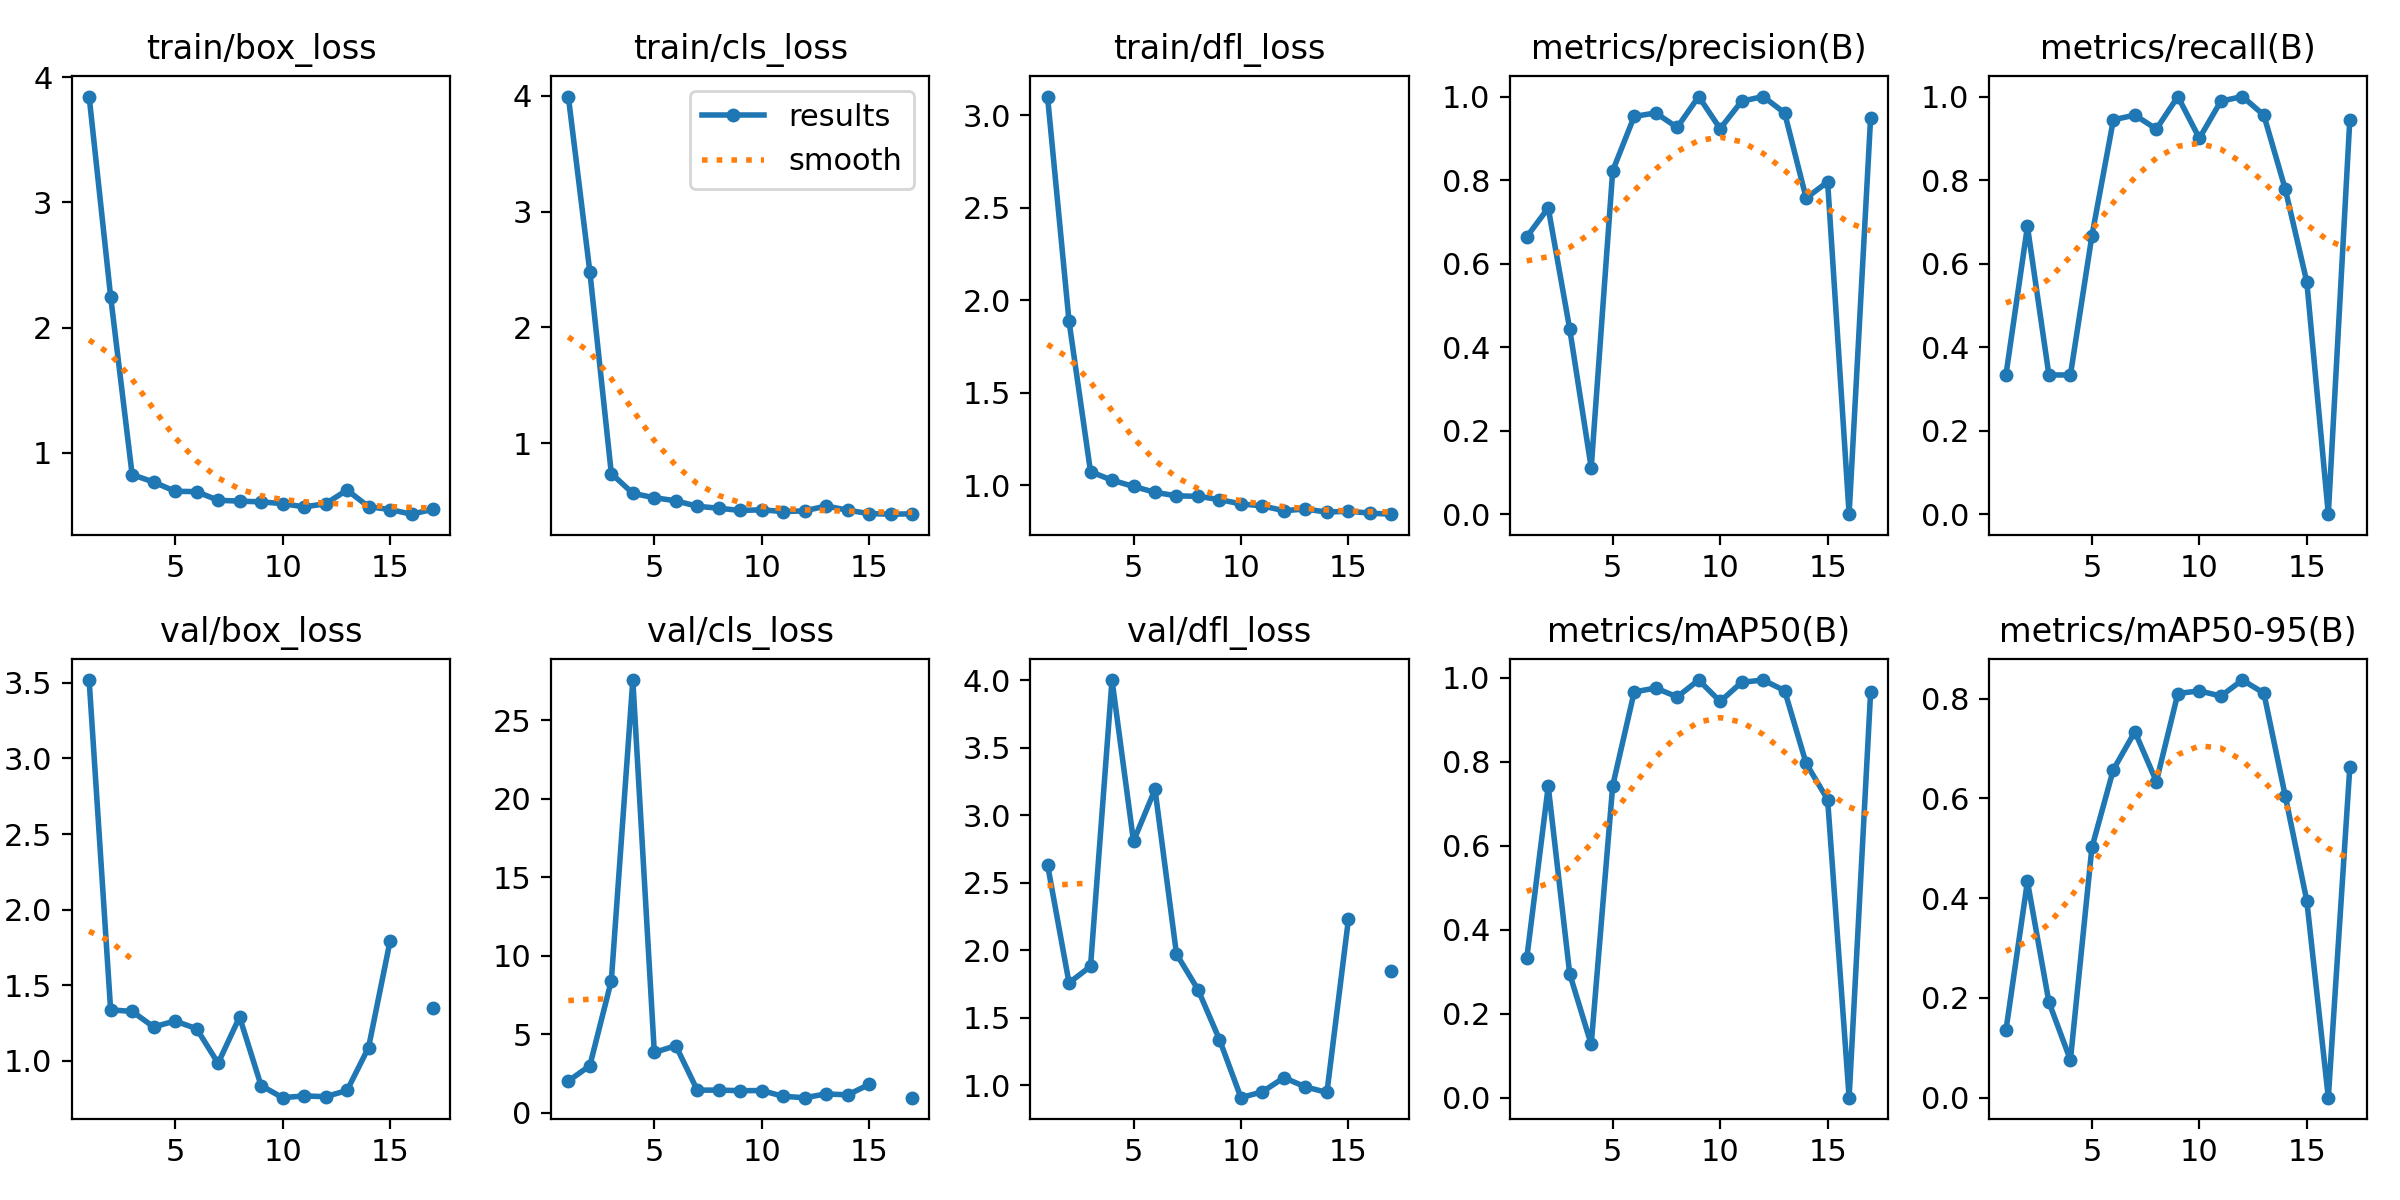 train/box_loss
4
3
2
1
5 10 15
train/cls_loss
results
smooth
4
3
2
1
5 10 15
train/dfl_loss
3.0
2.5
2.0
1.5
1.0
5 10 15
metrics/precision(B)
1.0
0.8
0.6
0.4
0.2
0.0
5 10 15
metrics/recall(B)
1.0
0.8
0.6
0.4
0.2
0.0
5 10 15
val/box_loss
3.5
3.0
2.5
2.0
1.5
1.0
5 10 15
val/cls_loss
25
20
15
10
5
0
5 10 15
val/dfl_loss
4.0
3.5
3.0
2.5
2.0
1.5
1.0
5 10 15
metrics/mAP50(B)
1.0
0.8
0.6
0.4
0.2
0.0
5 10 15
metrics/mAP50-95(B)
0.8
0.6
0.4
0.2
0.0
5 10 15